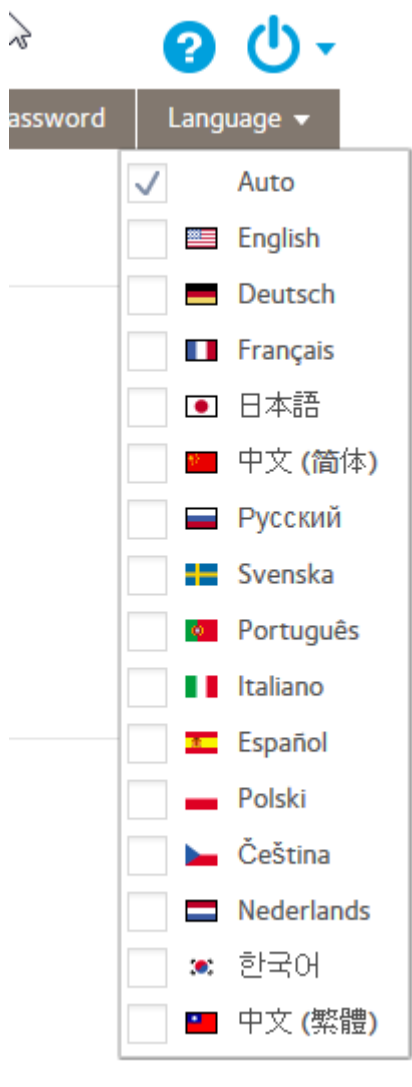 ?
assword Language
Auto
English
Deutsch
Français
日本語
中文 (简体)
Русский
Svenska
Português
Italiano
Español
Polski
Čeština
Nederlands
한국어
中文 (繁體)